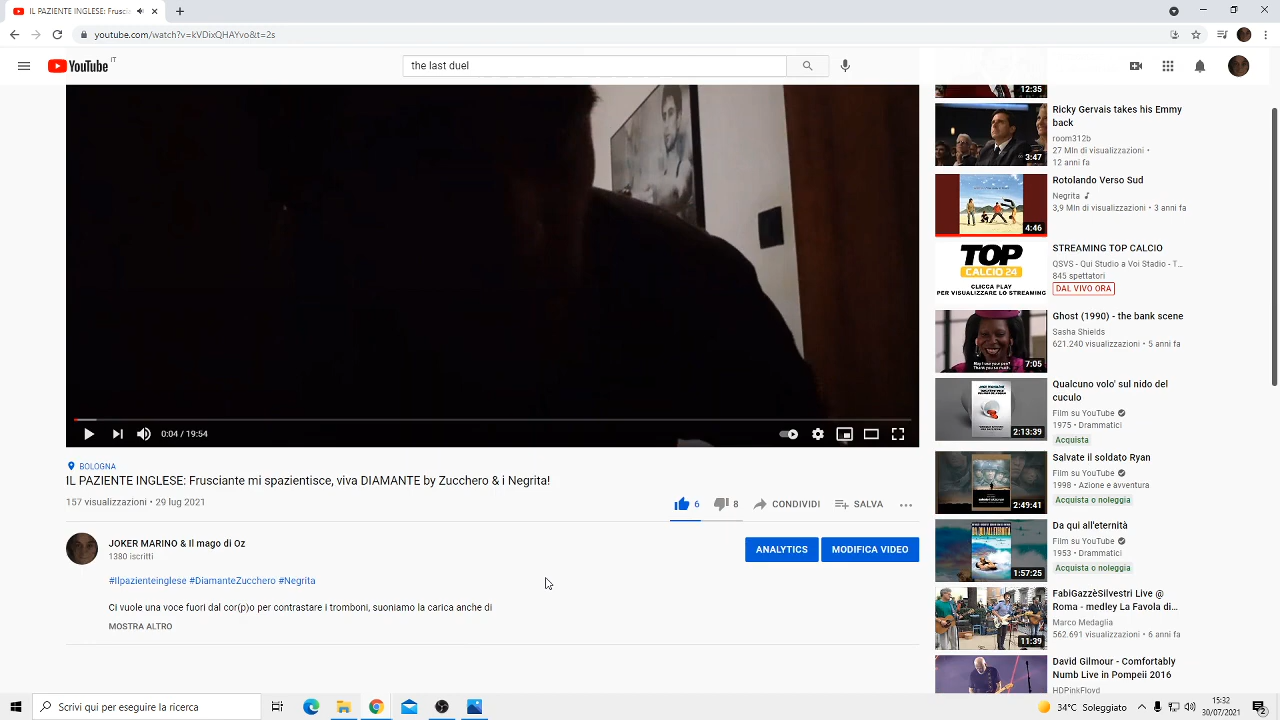 IL PAZIENTE INGLESE: Frusci
youtube.com/watch?v=kVDixQHAYvo&t=2s
YouTube IT
the last duel
12:35
Ricky Gervais takes his Emmy
back
room312b
27 Mln di visualizzazioni •
12 anni fa
3:47
Rotolando Verso Sud
Negrita
3,9 Mln di visualizzazioni • 3 anni fa
4:46
TOP
CALCIO 24
CLICCA PLAY
PER VISUALIZZARE LO STREAMING
STREAMING TOP CALCIO
QSVS - Qui Studio a Voi Stadio - T...
845 spettatori
DAL VIVO ORA
Ghost (1990) - the bank scene
Sasha Shields
621.240 visualizzazioni • 5 anni fa
7:05
Qualcuno volo' sul nido del
cuculo
Film su YouTube
1975 • Drammatici
Acquista
2:13:39
Salvate il soldato Ryan
Film su YouTube
1998 • Azione e avventura
Acquista o noleggia
2:49:41
Da qui all'eternità
Film su YouTube
1953 • Drammatici
Acquista o noleggia
1:57:25
FabiGazzèSilvestri Live @
Roma - medley La Favola di...
Marco Medaglia
562.691 visualizzazioni • 6 anni fa
11:39
David Gilmour - Comfortably
Numb Live in Pompeii 2016
HDPinkFloyd
0:04 / 19:54
BOLOGNA
IL PAZIENTE INGLESE: Frusciante mi spazientisce, viva DIAMANTE by Zucchero & i Negrita!
157 visualizzazioni • 29 lug 2021
6
8
CONDIVIDI
SALVA
JOKER MARINO & Il mago di Oz
1380 iscritti
ANALYTICS
MODIFICA VIDEO
#Ilpazienteinglese #DiamanteZucchero #Negrita
Ci vuole una voce fuori dal cor(p)o per contrastare i tromboni, suoniamo la carica anche di
MOSTRA ALTRO
Scrivi qui per eseguire la ricerca
34°C Soleggiato
15:32
30/07/2021
2